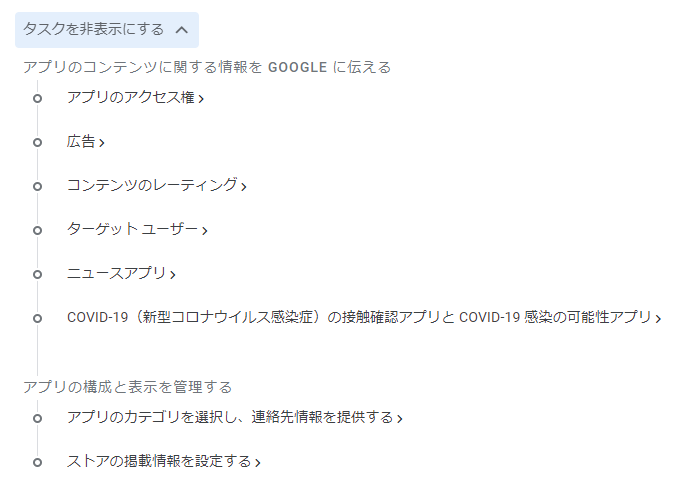 タスクを非表示にする
アプリのコンテンツに関する情報を GOOGLE に伝える
アプリのアクセス権
広告
コンテンツのレーティング
ターゲット ユーザー
ニュースアプリ
COVID-19（新型コロナウイルス感染症）の接触確認アプリと COVID-19 感染の可能性アプリ
アプリの構成と表示を管理する
アプリのカテゴリを選択し、連絡先情報を提供する
ストアの掲載情報を設定する